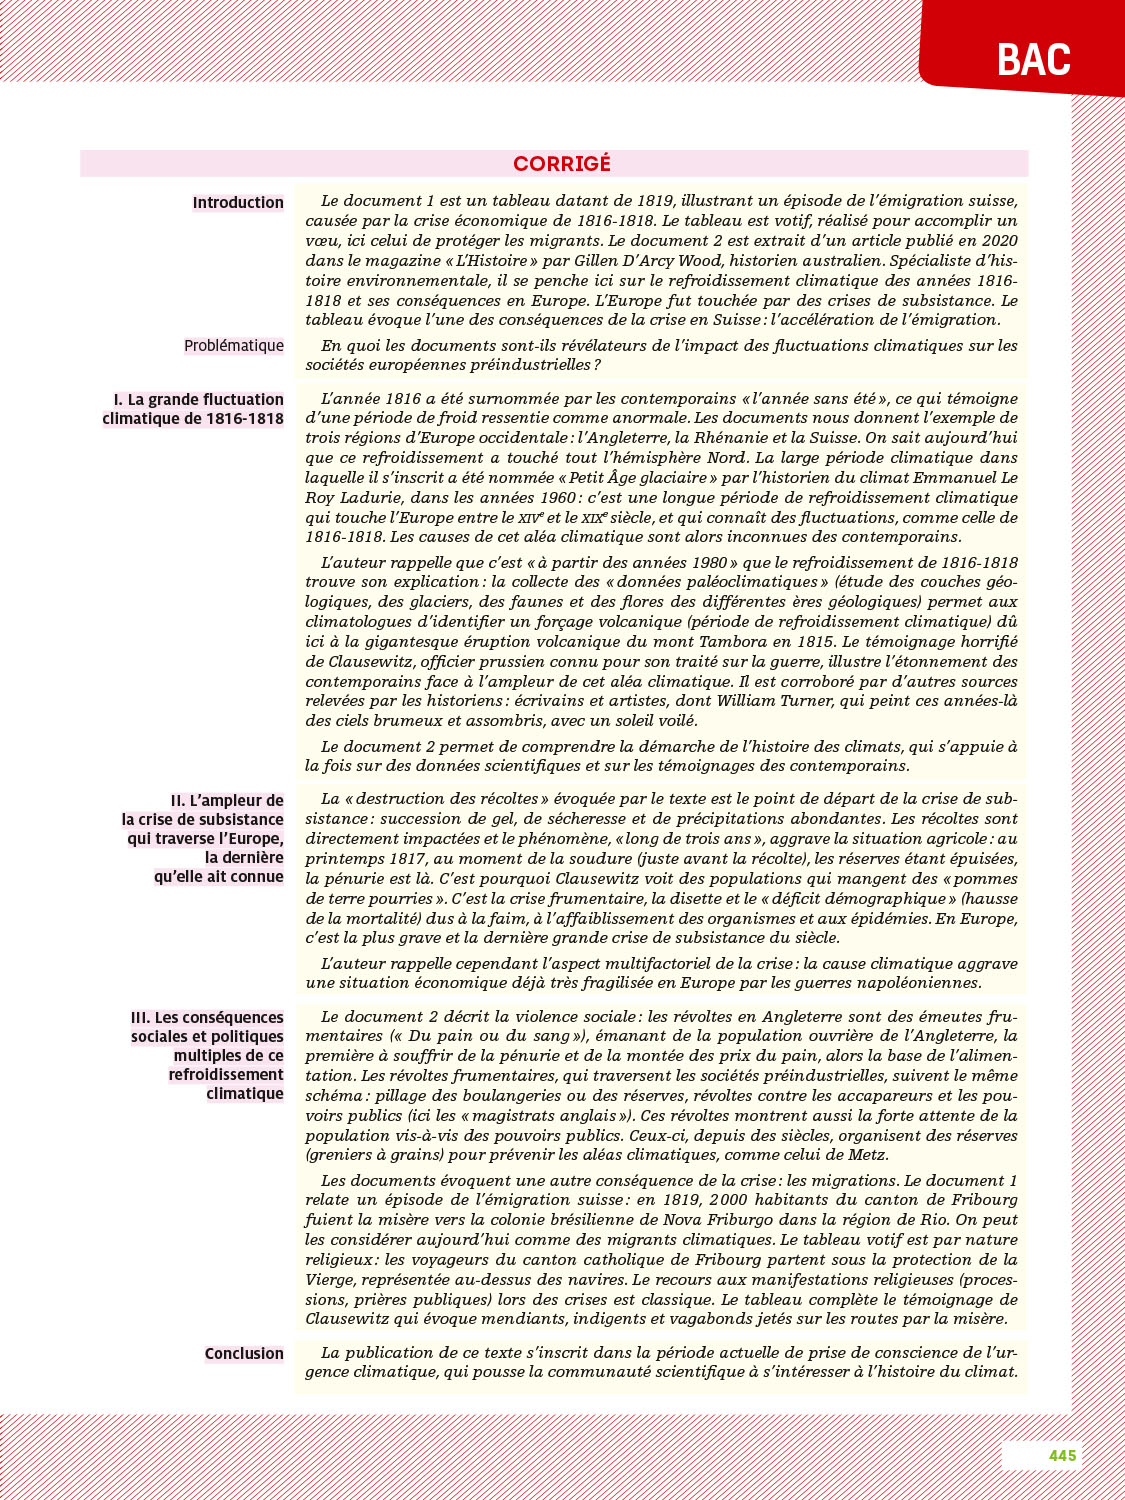 BAC
CORRIGÉ
Introduction
Le document 1 est un tableau datant de 1819, illustrant un épisode de l’émigration suisse,
causée par la crise économique de 1816-1818. Le tableau est votif, réalisé pour accomplir un
vœu, ici celui de protéger les migrants. Le document 2 est extrait d’un article publié en 2020
dans le magazine « L’Histoire » par Gillen D’Arcy Wood, historien australien. Spécialiste d’his-
toire environnementale, il se penche ici sur le refroidissement climatique des années 1816-
1818 et ses conséquences en Europe. L’Europe fut touchée par des crises de subsistance. Le
tableau évoque l’une des conséquences de la crise en Suisse : l’accélération de l’émigration.
Problématique
En quoi les documents sont-ils révélateurs de l’impact des fluctuations climatiques sur les
sociétés européennes préindustrielles ?
I. La grande fluctuation
climatique de 1816-1818
L’année 1816 a été surnommée par les contemporains « l’année sans été », ce qui témoigne
d’une période de froid ressentie comme anormale. Les documents nous donnent l’exemple de
trois régions d’Europe occidentale : l’Angleterre, la Rhénanie et la Suisse. On sait aujourd’hui
que ce refroidissement a touché tout l’hémisphère Nord. La large période climatique dans
laquelle il s’inscrit a été nommée « Petit Âge glaciaire » par l’historien du climat Emmanuel Le
Roy Ladurie, dans les années 1960 : c’est une longue période de refroidissement climatique
qui touche l’Europe entre le XIVe et le XIXe siècle, et qui connaît des fluctuations, comme celle de
1816-1818. Les causes de cet aléa climatique sont alors inconnues des contemporains.
L’auteur rappelle que c’est « à partir des années 1980 » que le refroidissement de 1816-1818
trouve son explication : la collecte des « données paléoclimatiques » (étude des couches géo-
logiques, des glaciers, des faunes et des flores des différentes ères géologiques) permet aux
climatologues d’identifier un forçage volcanique (période de refroidissement climatique) dû
ici à la gigantesque éruption volcanique du mont Tambora en 1815. Le témoignage horrifié
de Clausewitz, officier prussien connu pour son traité sur la guerre, illustre l’étonnement des
contemporains face à l’ampleur de cet aléa climatique. Il est corroboré par d’autres sources
relevées par les historiens : écrivains et artistes, dont William Turner, qui peint ces années-là
des ciels brumeux et assombris, avec un soleil voilé.
Le document 2 permet de comprendre la démarche de l’histoire des climats, qui s’appuie à
la fois sur des données scientifiques et sur les témoignages des contemporains.
II. L’ampleur de
la crise de subsistance
qui traverse l’Europe,
la dernière
qu’elle ait connue
La « destruction des récoltes » évoquée par le texte est le point de départ de la crise de sub-
sistance : succession de gel, de sécheresse et de précipitations abondantes. Les récoltes sont
directement impactées et le phénomène, « long de trois ans », aggrave la situation agricole : au
printemps 1817, au moment de la soudure (juste avant la récolte), les réserves étant épuisées,
la pénurie est là. C’est pourquoi Clausewitz voit des populations qui mangent des « pommes
de terre pourries ». C’est la crise frumentaire, la disette et le « déficit démographique » (hausse
de la mortalité) dus à la faim, à l’affaiblissement des organismes et aux épidémies. En Europe,
c’est la plus grave et la dernière grande crise de subsistance du siècle.
L’auteur rappelle cependant l’aspect multifactoriel de la crise : la cause climatique aggrave
une situation économique déjà très fragilisée en Europe par les guerres napoléoniennes.
III. Les conséquences
sociales et politiques
multiples de ce
refroidissement
climatique
Le document 2 décrit la violence sociale : les révoltes en Angleterre sont des émeutes fru-
mentaires (« Du pain ou du sang »), émanant de la population ouvrière de l’Angleterre, la
première à souffrir de la pénurie et de la montée des prix du pain, alors la base de l’alimen-
tation. Les révoltes frumentaires, qui traversent les sociétés préindustrielles, suivent le même
schéma : pillage des boulangeries ou des réserves, révoltes contre les accapareurs et les pou-
voirs publics (ici les « magistrats anglais »). Ces révoltes montrent aussi la forte attente de la
population vis-à-vis des pouvoirs publics. Ceux-ci, depuis des siècles, organisent des réserves
(greniers à grains) pour prévenir les aléas climatiques, comme celui de Metz.
Les documents évoquent une autre conséquence de la crise : les migrations. Le document 1
relate un épisode de l’émigration suisse : en 1819, 2 000 habitants du canton de Fribourg
fuient la misère vers la colonie brésilienne de Nova Friburgo dans la région de Rio. On peut
les considérer aujourd’hui comme des migrants climatiques. Le tableau votif est par nature
religieux : les voyageurs du canton catholique de Fribourg partent sous la protection de la
Vierge, représentée au-dessus des navires. Le recours aux manifestations religieuses (proces-
sions, prières publiques) lors des crises est classique. Le tableau complète le témoignage de
Clausewitz qui évoque mendiants, indigents et vagabonds jetés sur les routes par la misère.
Conclusion
La publication de ce texte s’inscrit dans la période actuelle de prise de conscience de l’ur-
gence climatique, qui pousse la communauté scientifique à s’intéresser à l’histoire du climat.
445